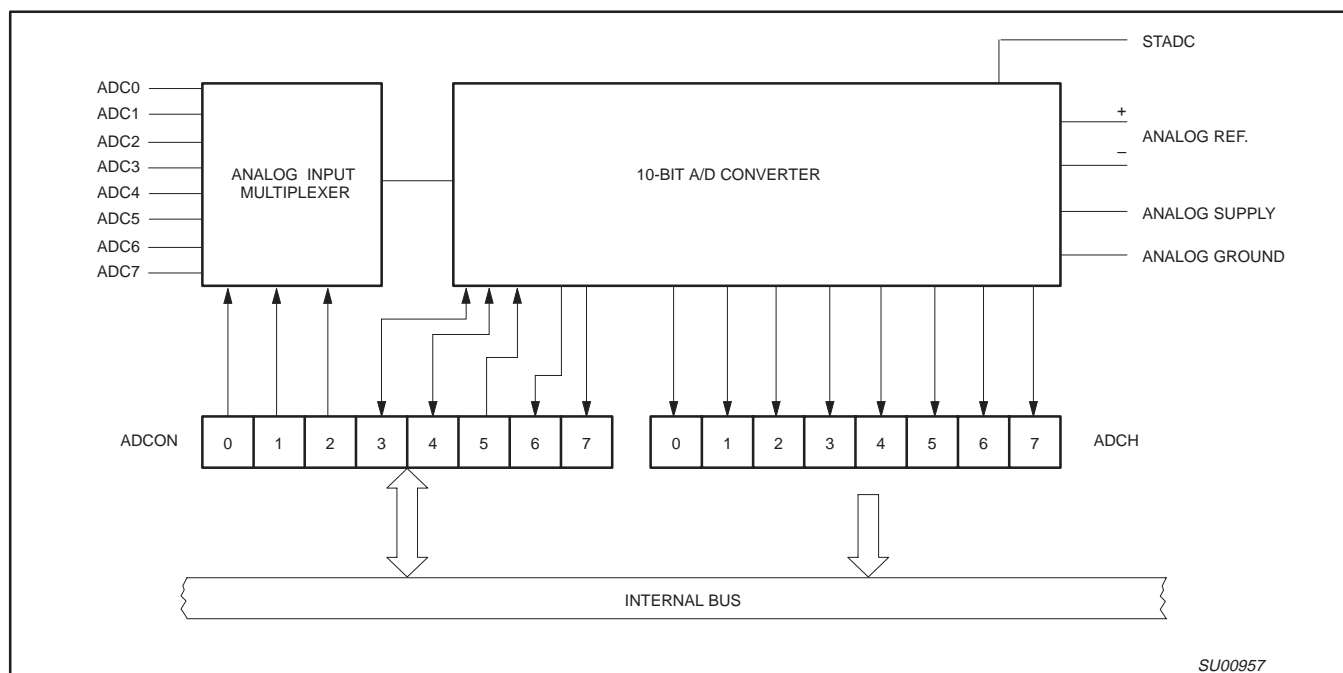 STADC
ADC0
ADC1
ADC2
ADC3
ADC4
ADC5
ADC6
ADC7
ANALOG INPUT
MULTIPLEXER
10-BIT A/D CONVERTER
+
ANALOG REF.
–
ANALOG SUPPLY
ANALOG GROUND
ADCON 0 1 2 3 4 5 6 7
0 1 2 3 4 5 6 7 ADCH
INTERNAL BUS
SU00957